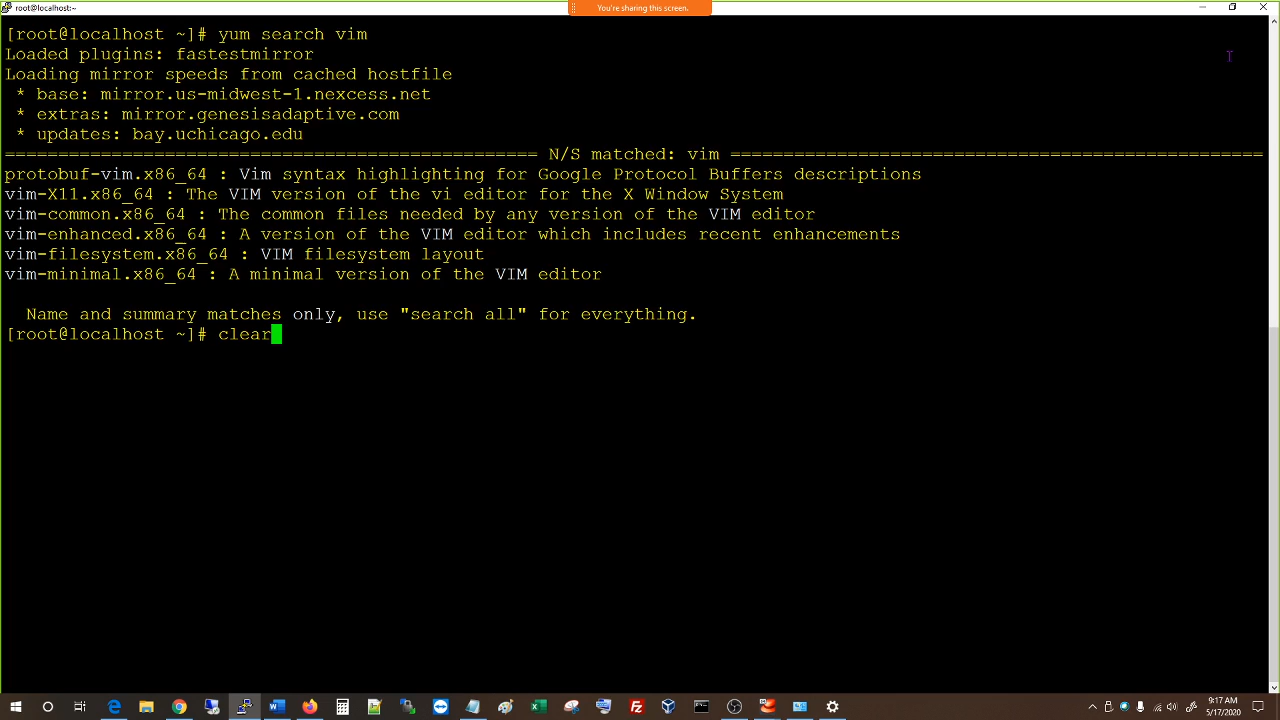 root@localhost:~
You're sharing this screen.
[root@localhost ~]# yum search vim
Loaded plugins: fastestmirror
Loading mirror speeds from cached hostfile
 * base: mirror.us-midwest-1.nexcess.net
 * extras: mirror.genesisadaptive.com
 * updates: bay.uchicago.edu
================================================== N/S matched: vim ==================================================
protobuf-vim.x86_64 : Vim syntax highlighting for Google Protocol Buffers descriptions
vim-X11.x86_64 : The VIM version of the vi editor for the X Window System
vim-common.x86_64 : The common files needed by any version of the VIM editor
vim-enhanced.x86_64 : A version of the VIM editor which includes recent enhancements
vim-filesystem.x86_64 : VIM filesystem layout
vim-minimal.x86_64 : A minimal version of the VIM editor
  Name and summary matches only, use "search all" for everything.
[root@localhost ~]# clear
9:17 AM
5/17/2020